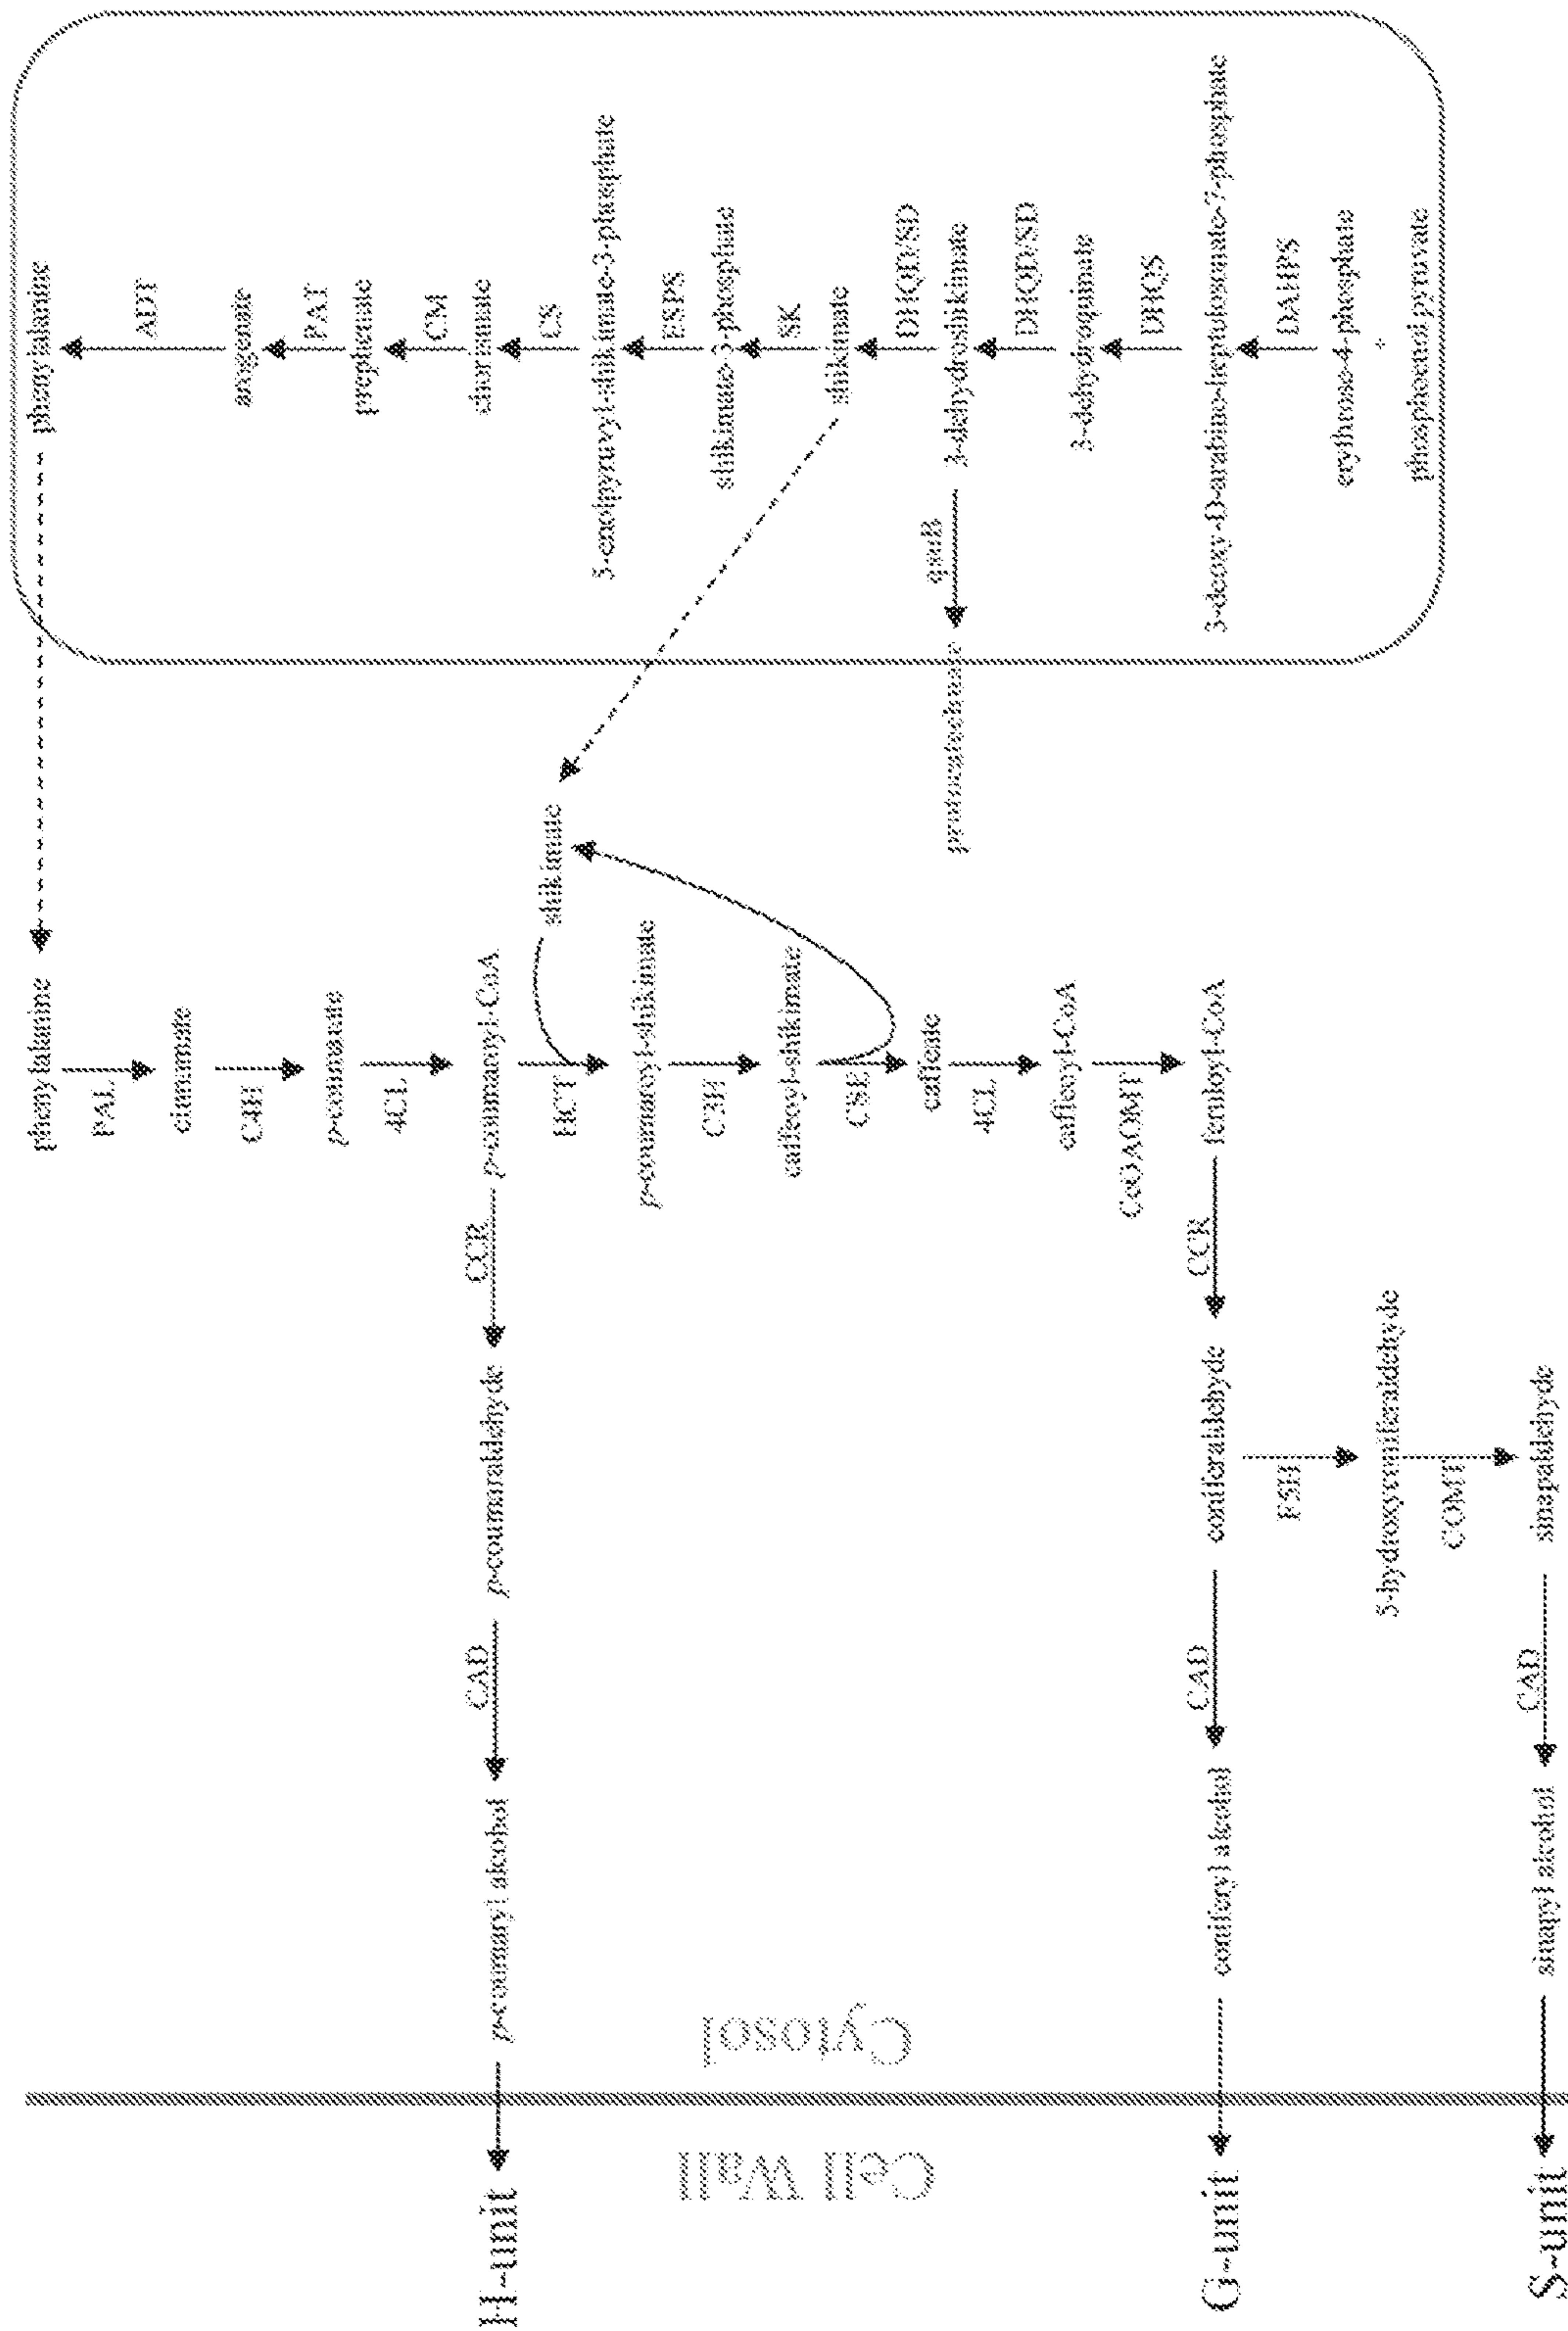 phenylalanine
ADT
arogenate
PAT
prephenate
CM
chorismate
CS
5-enolpyruvyl-shikimate-3-phosphate
ESPS
shikimate-3-phosphate
SK
shikimate
DHQD/SD
3-dehydroshikimate
qsuB
protocatechuate
DHQD/SD
3-dehydroquinate
DHQS
3-deoxy-D-arabino-heptulosonate-7-phosphate
DAHPS
erythrose-4-phosphate
+
phosphoenol pyruvate
phenylalanine
PAL
cinnamate
C4H
p-coumarate
4CL
p-coumaroyl-CoA
shikimate
HCT
p-coumaroyl-shikimate
C3H
caffeoyl-shikimate
CSE
caffeate
4CL
caffeoyl-CoA
CoOAOMT
feruloyl-CoA
CCR
p-coumaraldehyde
CAD
p-coumaryl alcohol
H-unit
CCR
coniferaldehyde
CAD
coniferyl alcohol
G-unit
F5H
5-hydroxyconiferaldehyde
COMT
sinapaldehyde
CAD
sinapyl alcohol
S-unit
Cytosol
Cell Wall